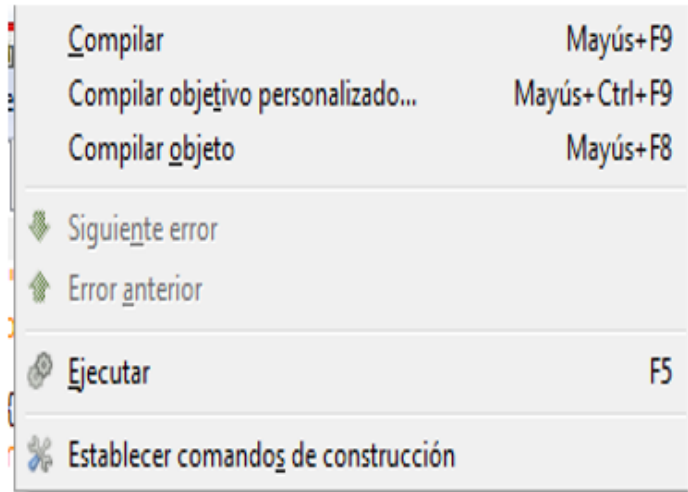 Compilar Mayús+F9
Compilar objetivo personalizado... Mayús+Ctrl+F9
Compilar objeto Mayús+F8
Siguiente error
Error anterior
Ejecutar F5
Establecer comandos de construcción